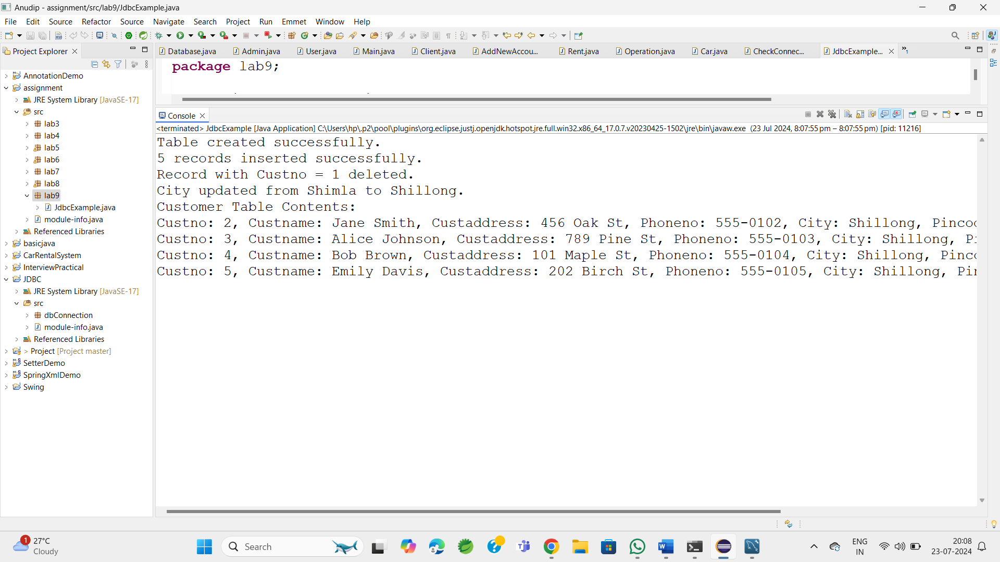 Anudip - assignment/src/lab9/JdbcExample.java
File Edit Source Refactor Source Navigate Search Project Run Emmet Window Help
Project Explorer
Database.java Admin.java User.java Main.java Client.java AddNewAccou... Rent.java Operation.java Car.java CheckConnec... JdbcExample... »1
package lab9;
AnnotationDemo
assignment
JRE System Library [JavaSE-17]
src
lab3
lab4
lab5
lab6
lab7
lab8
lab9
JdbcExample.java
module-info.java
Referenced Libraries
basicjava
CarRentalSystem
InterviewPractical
JDBC
JRE System Library [JavaSE-17]
src
dbConnection
module-info.java
Referenced Libraries
> Project [Project master]
SetterDemo
SpringXmlDemo
Swing
Console
<terminated> JdbcExample [Java Application] C:\Users\hp\.p2\pool\plugins\org.eclipse.justj.openjdk.hotspot.jre.full.win32.x86_64_17.0.7.v20230425-1502\jre\bin\javaw.exe (23 Jul 2024, 8:07:55 pm – 8:07:55 pm) [pid: 11216]
Table created successfully.
5 records inserted successfully.
Record with Custno = 1 deleted.
City updated from Shimla to Shillong.
Customer Table Contents:
Custno: 2, Custname: Jane Smith, Custaddress: 456 Oak St, Phoneno: 555-0102, City: Shillong, Pinco
Custno: 3, Custname: Alice Johnson, Custaddress: 789 Pine St, Phoneno: 555-0103, City: Shillong, P
Custno: 4, Custname: Bob Brown, Custaddress: 101 Maple St, Phoneno: 555-0104, City: Shillong, Pinc
Custno: 5, Custname: Emily Davis, Custaddress: 202 Birch St, Phoneno: 555-0105, City: Shillong, Pi
1
27°C
Cloudy
Search
ENG
IN
20:08
23-07-2024